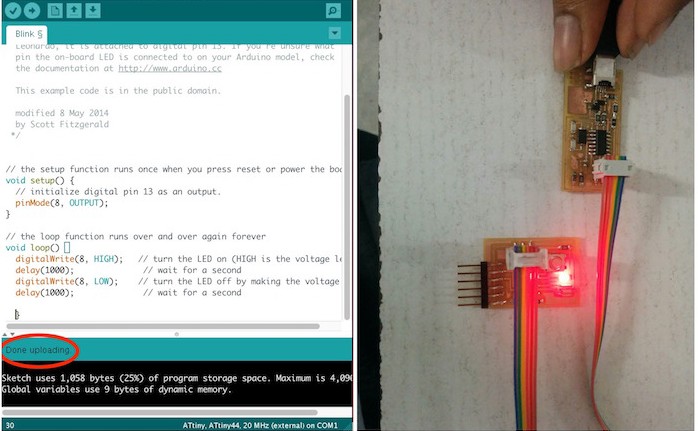 Blink §
Leonardo, it is attached to digital pin 13. If you're unsure what
pin the on-board LED is connected to on your Arduino model, check
the documentation at http://www.arduino.cc
This example code is in the public domain.
modified 8 May 2014
by Scott Fitzgerald
*/
// the setup function runs once when you press reset or power the boa
void setup() {
// initialize digital pin 13 as an output.
pinMode(8, OUTPUT);
}
// the loop function runs over and over again forever
void loop() {
digitalWrite(8, HIGH);   // turn the LED on (HIGH is the voltage le
delay(1000);              // wait for a second
digitalWrite(8, LOW);    // turn the LED off by making the voltage
delay(1000);              // wait for a second
}
Done uploading
Sketch uses 1,058 bytes (25%) of program storage space. Maximum is 4,09
Global variables use 9 bytes of dynamic memory.
30
ATtiny, ATtiny44, 20 MHz (external) on COM1